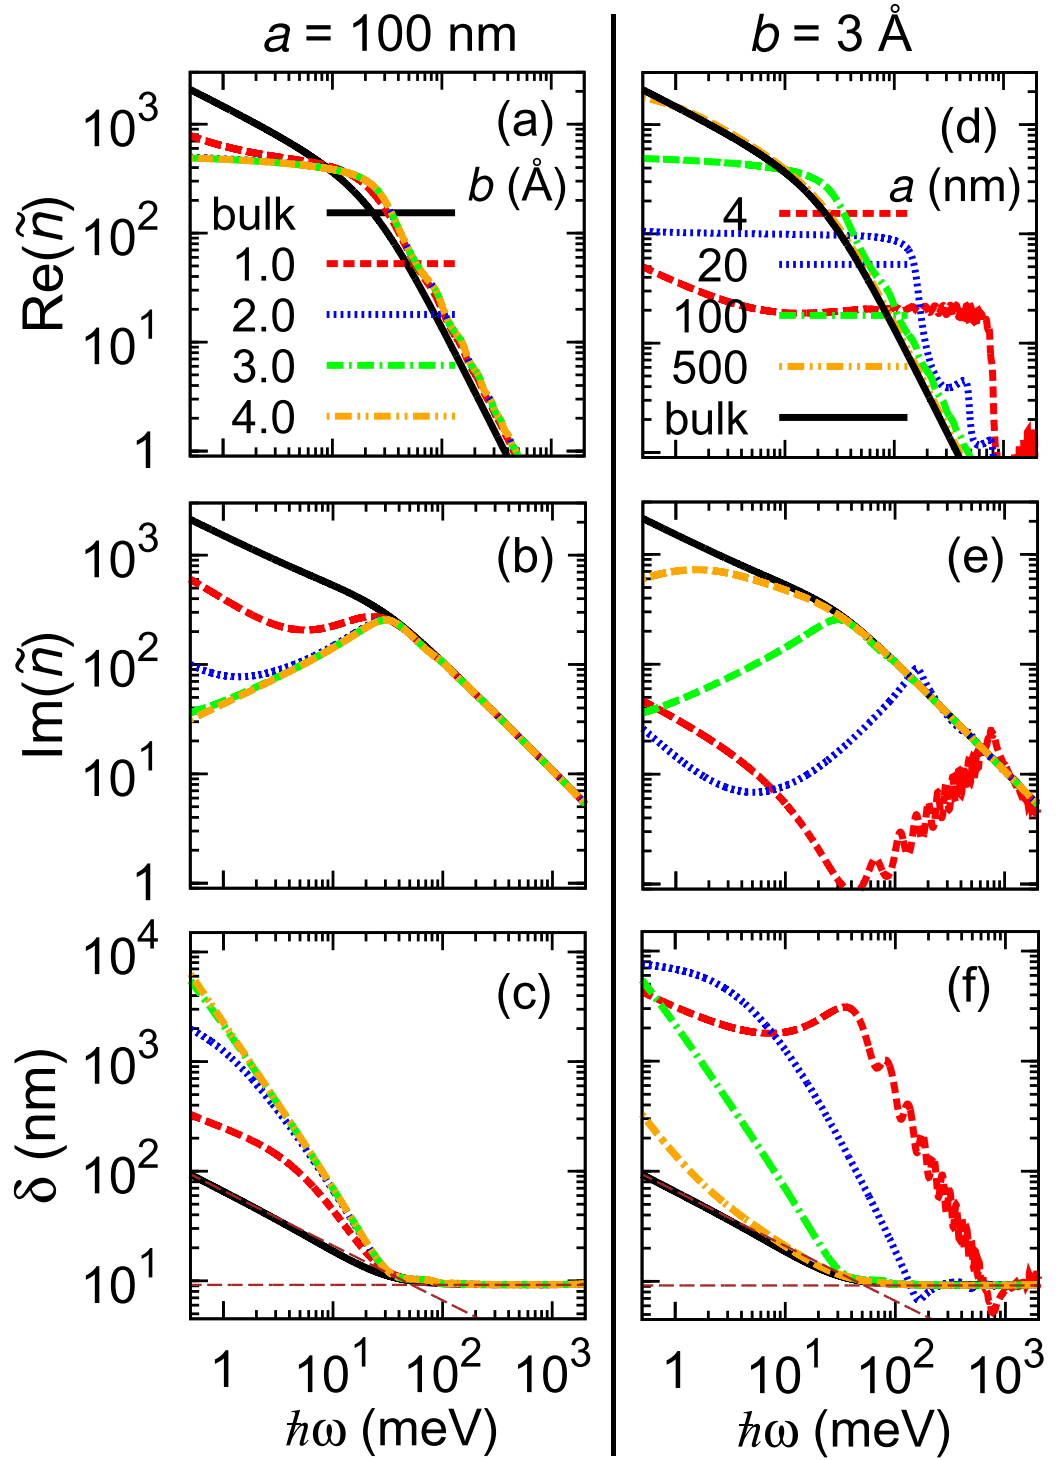 a = 100 nm
b = 3 Å
Re(ñ)
10³
10²
10¹
1
(a)
b (Å)
bulk
1.0
2.0
3.0
4.0
(d)
a (nm)
4
20
100
500
bulk
Im(ñ)
10³
10²
10¹
1
(b)
(e)
δ (nm)
10⁴
10³
10²
10¹
(c)
(f)
1
10¹
10²
10³
1
10¹
10²
10³
ħω (meV)
ħω (meV)